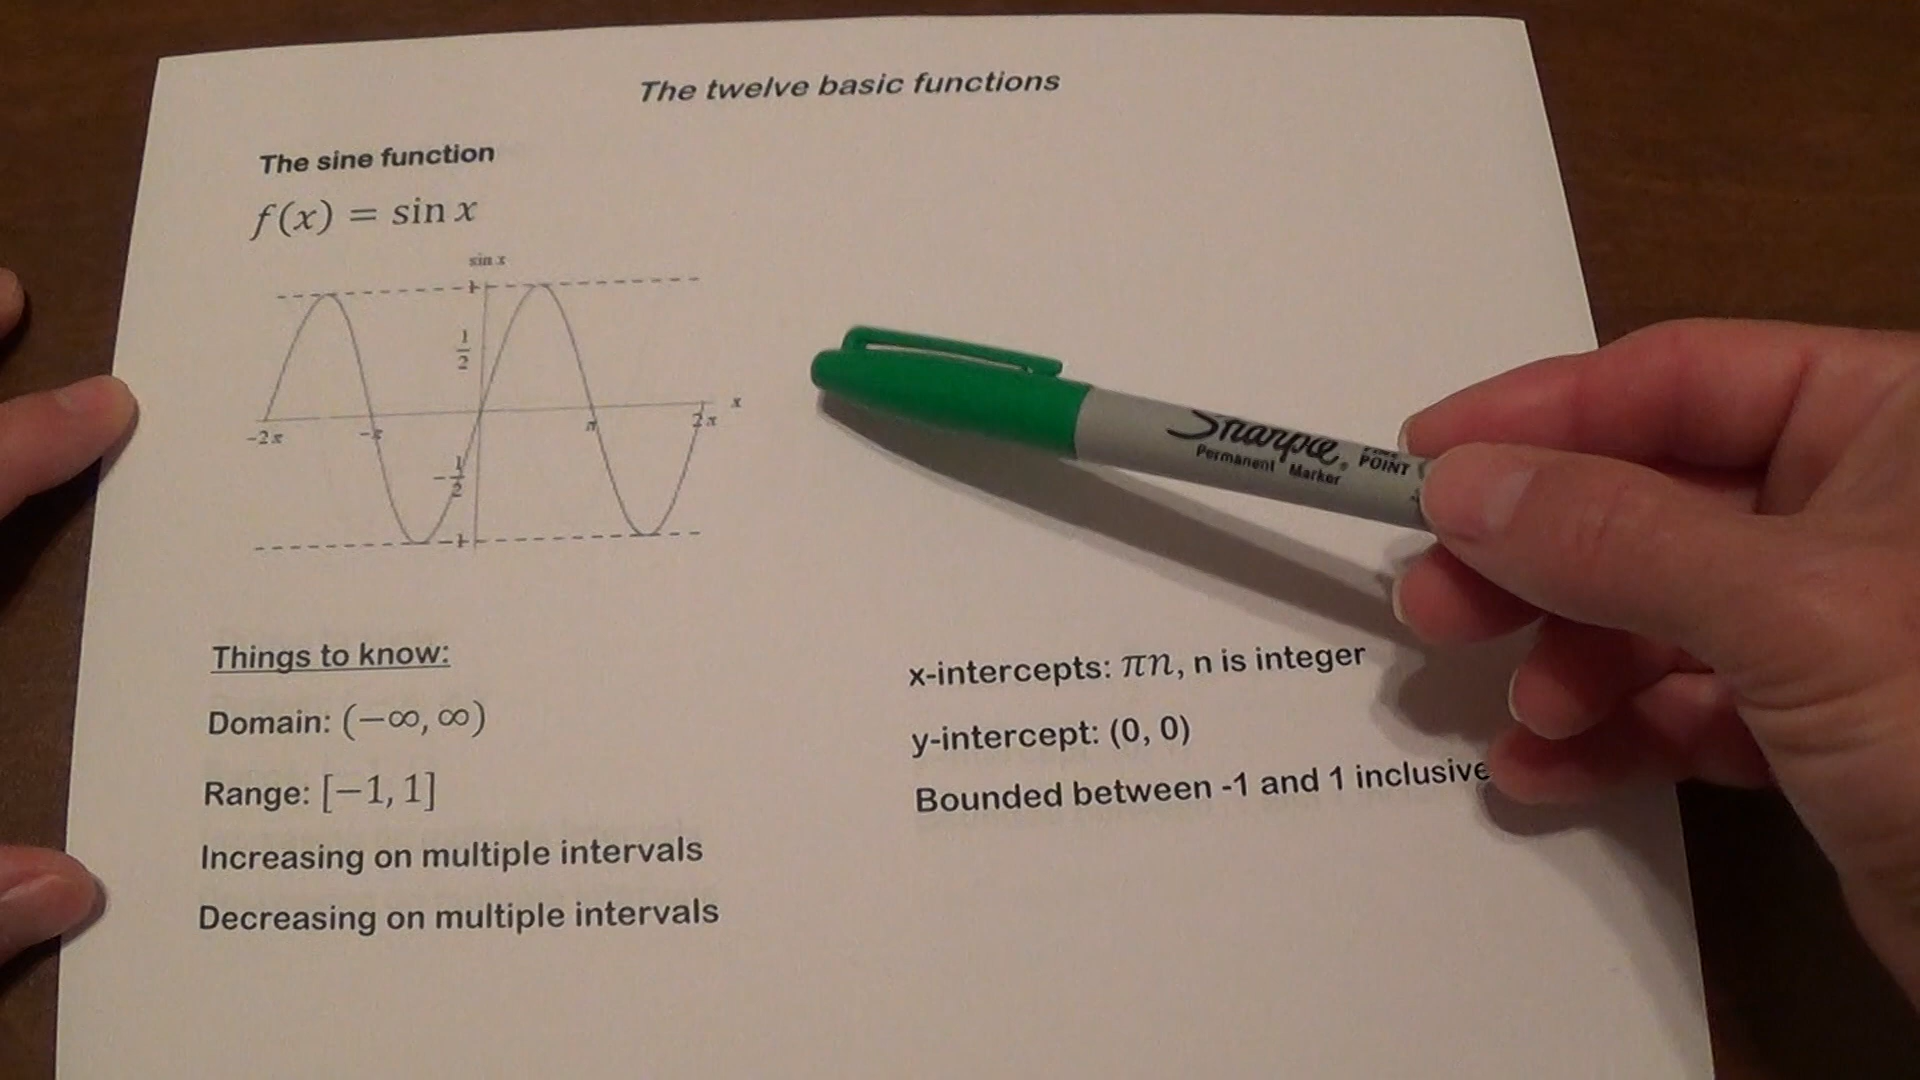 The twelve basic functions
The sine function
f(x) = sin x
sin x
1
1/2
x
-2π
-π
π
2π
-1/2
-1
Sharpie®
FINE POINT
Permanent Marker
Things to know:
Domain: (−∞, ∞)
Range: [−1, 1]
Increasing on multiple intervals
Decreasing on multiple intervals
x-intercepts: πn, n is integer
y-intercept: (0, 0)
Bounded between -1 and 1 inclusive